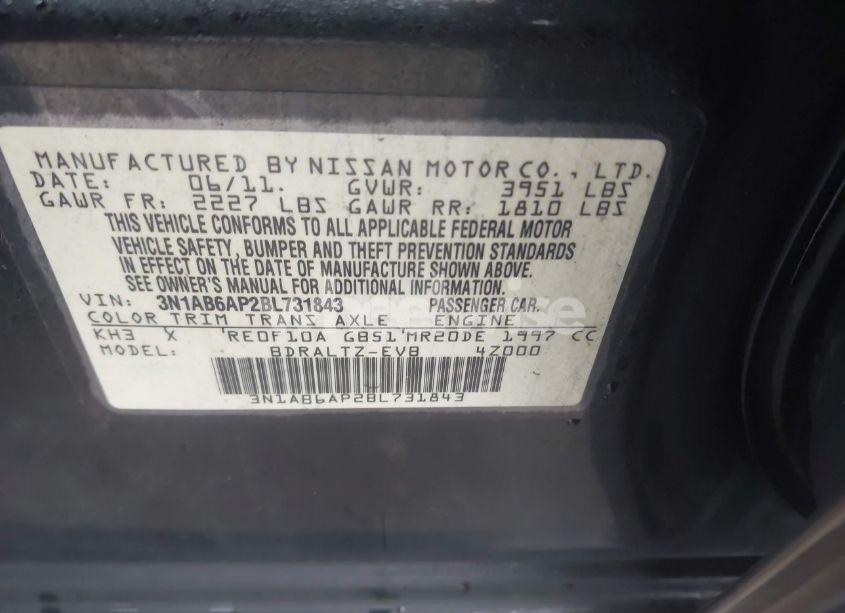 MANUFACTURED BY NISSAN MOTOR CO., LTD.
DATE: 06/11. GVWR: 3951 LBS
GAWR FR: 2227 LBS GAWR RR: 1810 LBS
THIS VEHICLE CONFORMS TO ALL APPLICABLE FEDERAL MOTOR
VEHICLE SAFETY, BUMPER AND THEFT PREVENTION STANDARDS
IN EFFECT ON THE DATE OF MANUFACTURE SHOWN ABOVE.
SEE OWNER'S MANUAL FOR ADDITIONAL INFORMATION.
VIN: 3N1AB6AP2BL731843 PASSENGER CAR.
COLOR TRIM TRANS AXLE ENGINE
KH3 X 'RE0F10A GB51'MR20DE 1997 CC
MODEL: BDRALTZ-EVB 4Z000
3N1AB6AP2BL731843